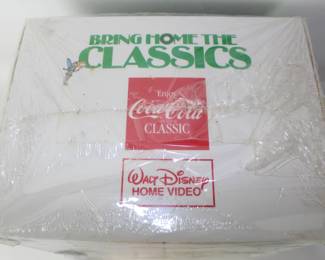 BRING HOME THE
CLASSICS
Enjoy
Coca-Cola
CLASSIC
WALT DISNEY
HOME VIDEO